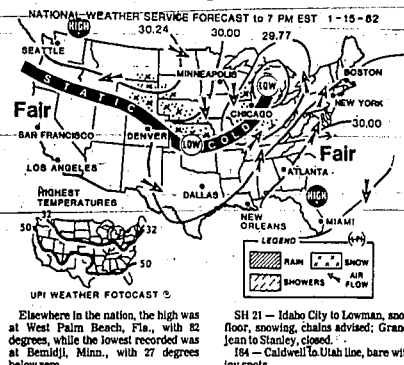 NATIONAL WEATHER SERVICE FORECAST to 7 PM EST 1-15-82
30.24 30.00 29.77
HIGH
SEATTLE
MINNEAPOLIS
LOW
BOSTON
NEW YORK
CHICAGO
STATIC
COLD
Fair
30.00
SAN FRANCISCO
DENVER
LOW
Fair
LOS ANGELES
ATLANTA
DALLAS
HIGH
HIGHEST
TEMPERATURES
NEW
ORLEANS
MIAMI
32
50
32
50
LEGEND
RAIN
SNOW
SHOWERS
AIR
FLOW
UPI WEATHER FOTOCAST ©
Elsewhere in the nation, the high was
at West Palm Beach, Fla., with 82
degrees, while the lowest recorded was
at Bemidji, Minn., with 27 degrees
below zero.
SH 21 — Idaho City to Lowman, snow
floor, snowing, chains advised; Grand
jean to Stanley, closed.
I84 — Caldwell to Utah line, bare wi
icy spots.